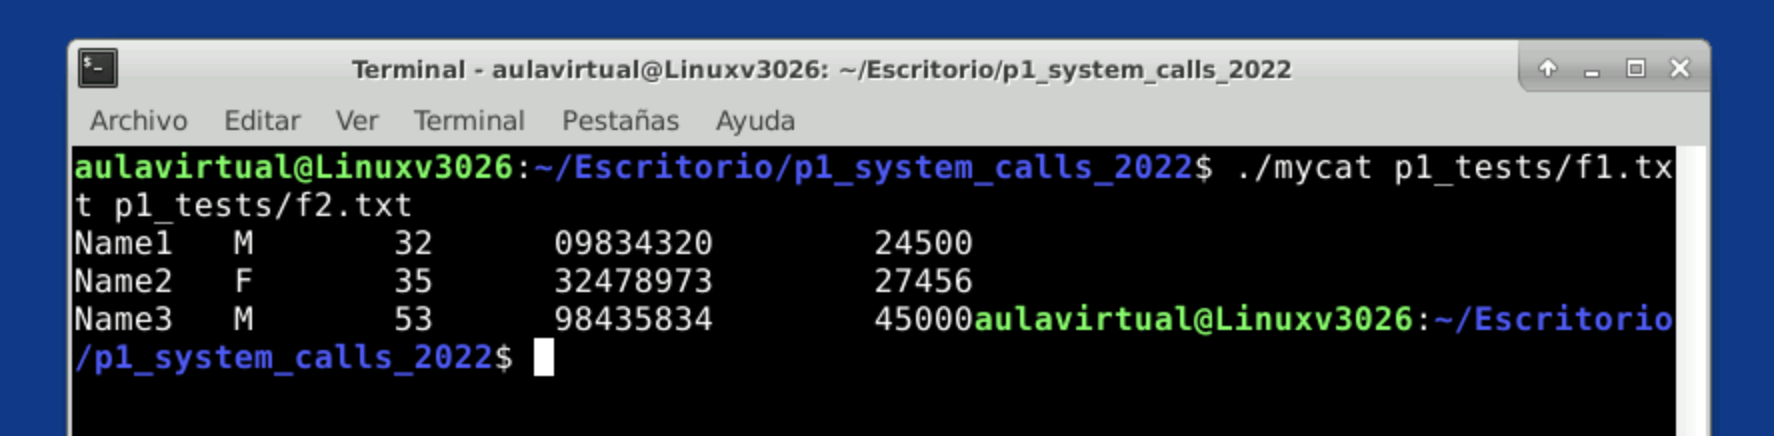 Terminal - aulavirtual@Linuxv3026: ~/Escritorio/p1_system_calls_2022
Archivo Editar Ver Terminal Pestañas Ayuda
aulavirtual@Linuxv3026:~/Escritorio/p1_system_calls_2022$ ./mycat p1_tests/f1.tx
t p1_tests/f2.txt
Name1 M 32 09834320 24500
Name2 F 35 32478973 27456
Name3 M 53 98435834 45000aulavirtual@Linuxv3026:~/Escritorio
/p1_system_calls_2022$